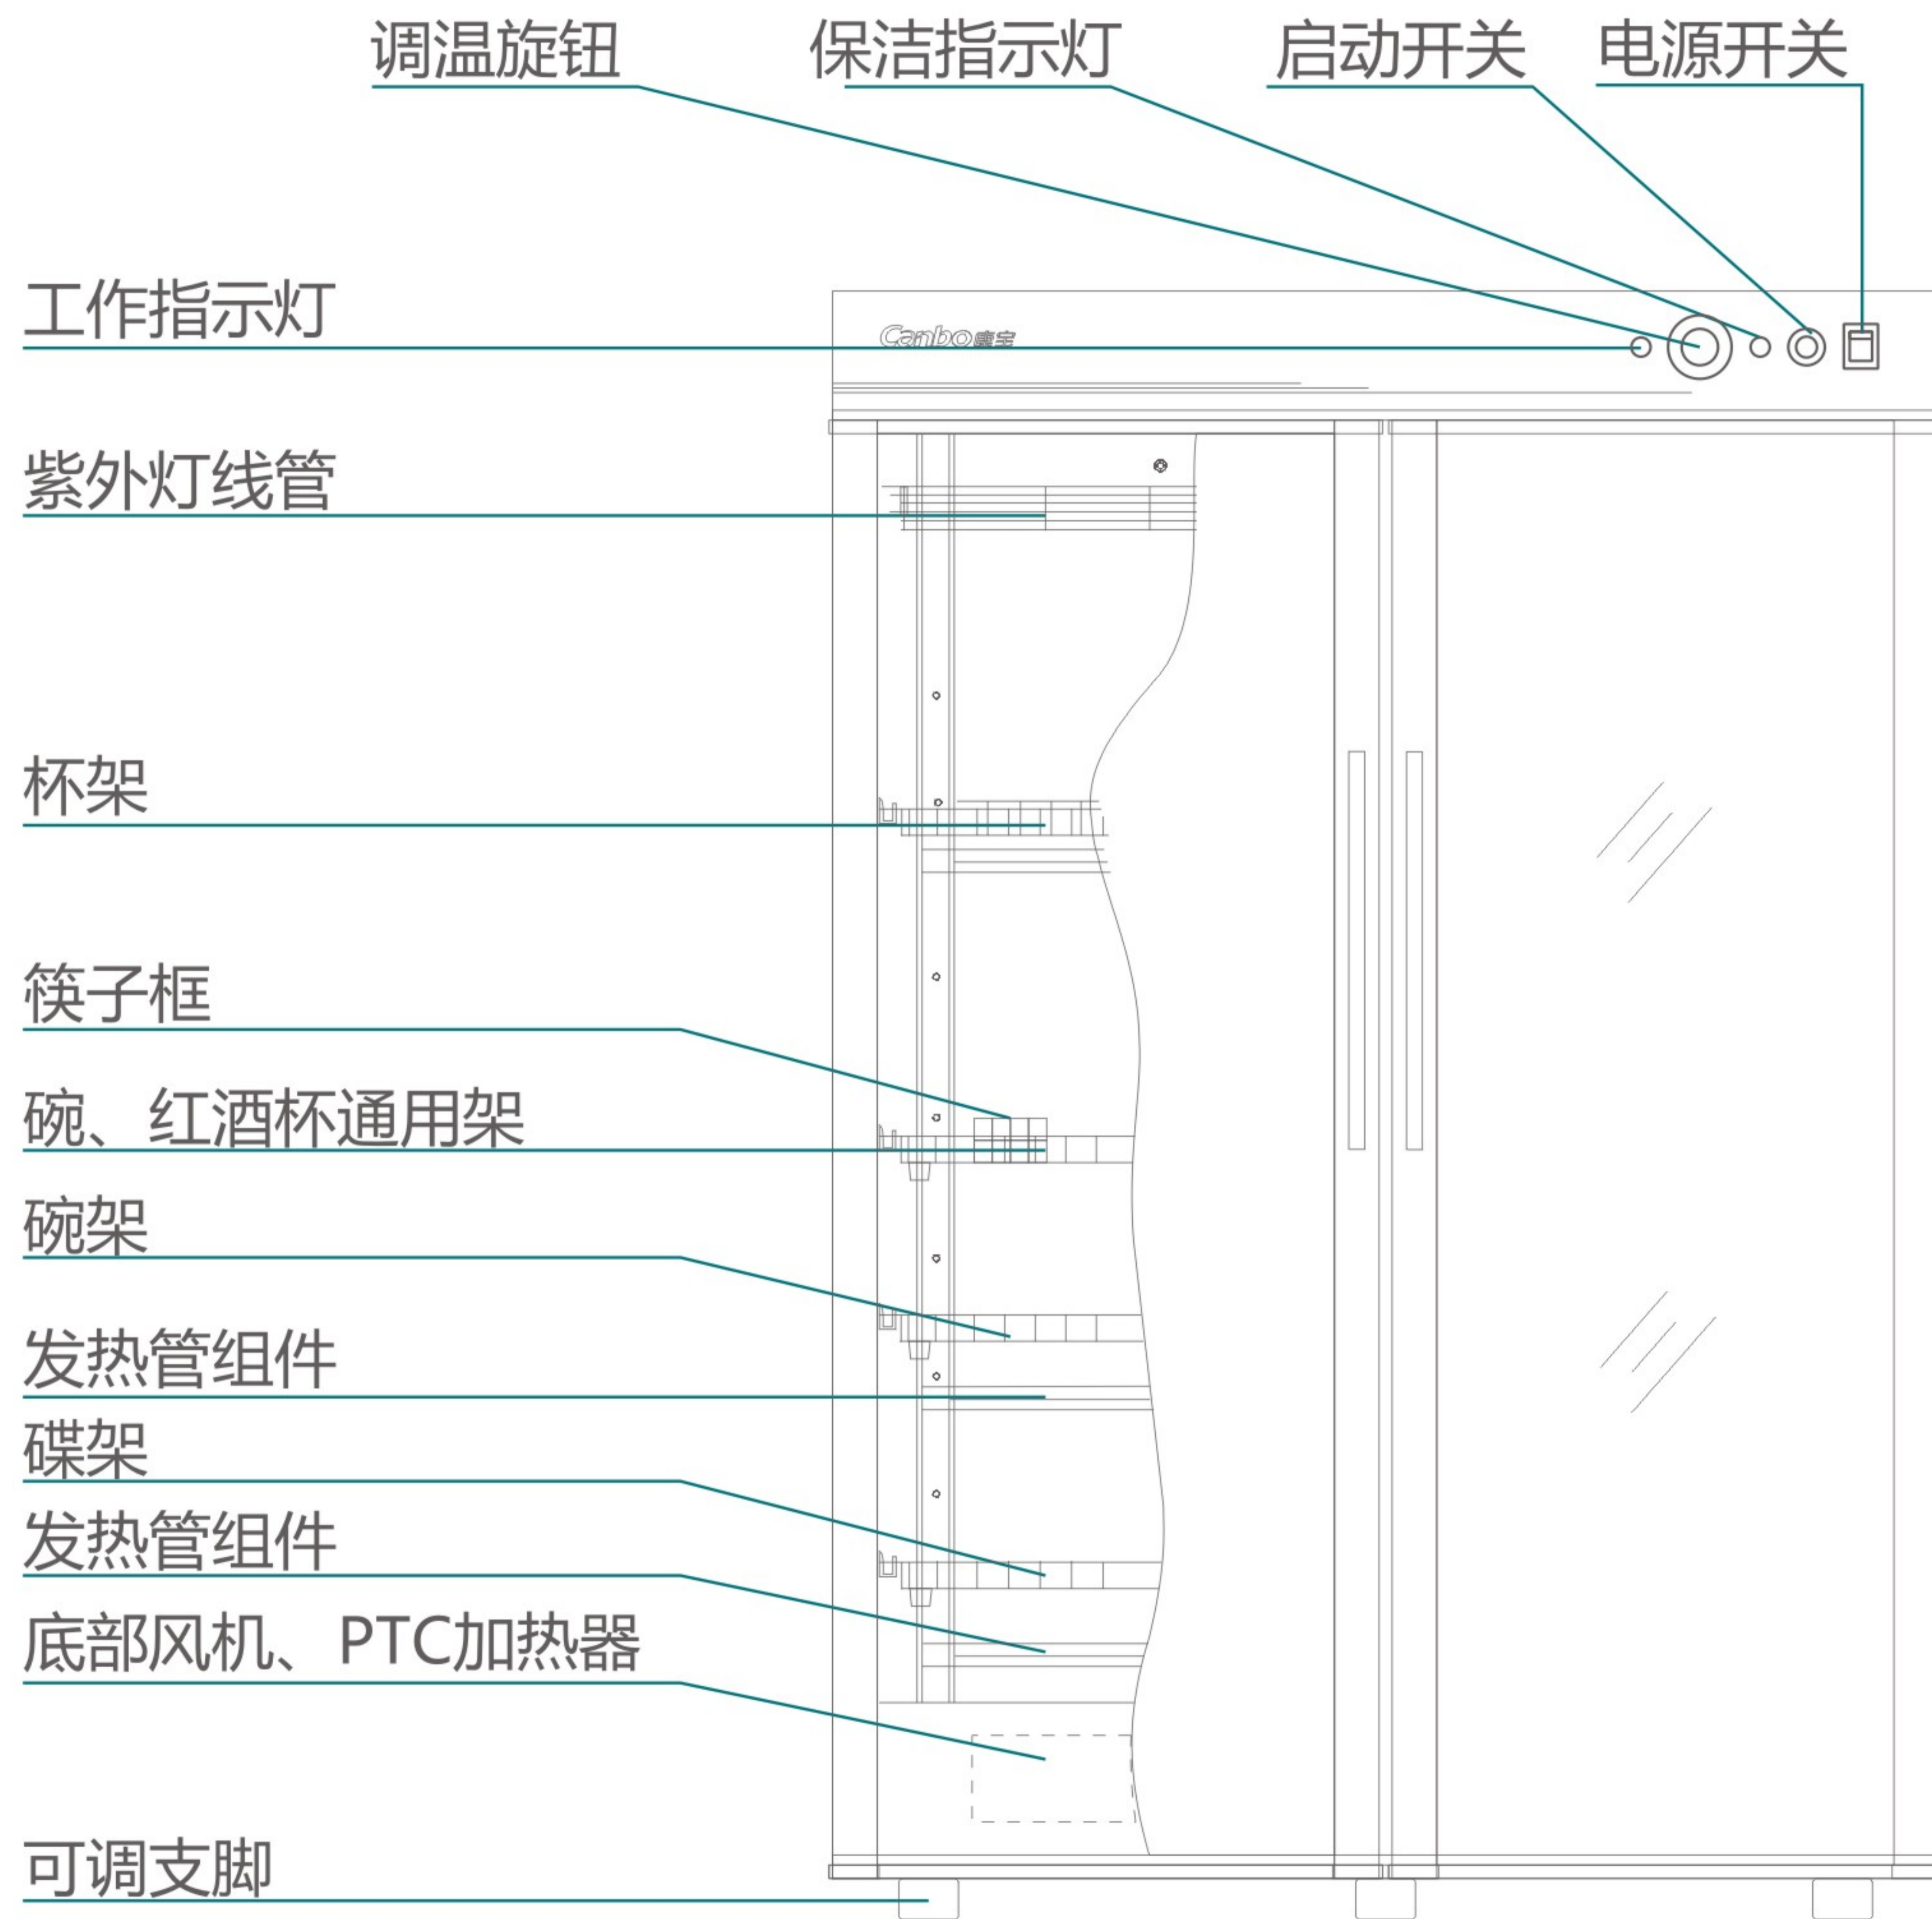 调温旋钮 保洁指示灯 启动开关 电源开关
工作指示灯
Canbo康宝
紫外灯线管
杯架
筷子框
碗、红酒杯通用架
碗架
发热管组件
碟架
发热管组件
底部风机、PTC加热器
可调支脚